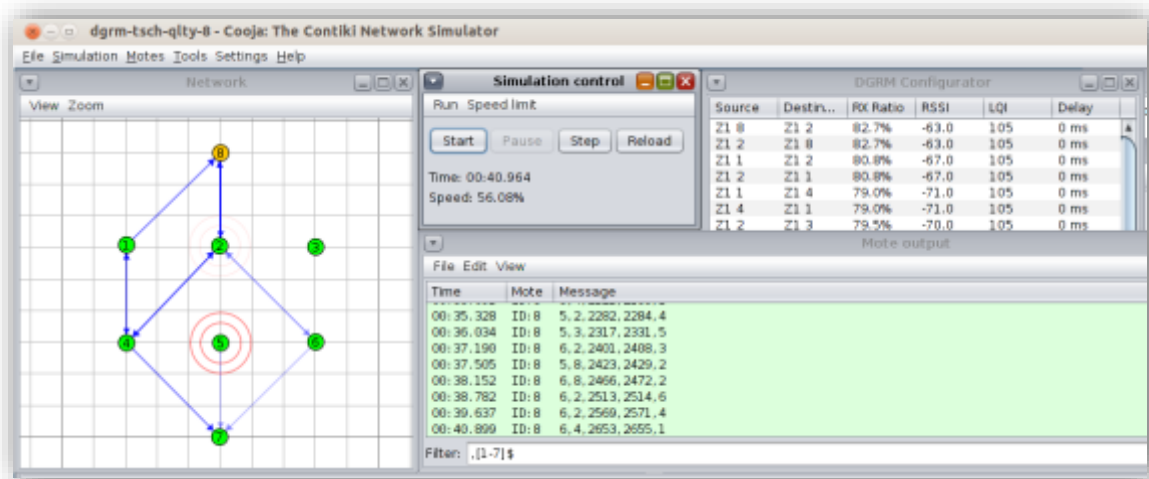 dgrm-tsch-qlty-8 - Cooja: The Contiki Network Simulator
File Simulation Motes Tools Settings Help
Network
View Zoom
8
1
2
3
4
5
6
7
Simulation control
Run Speed limit
Start Pause Step Reload
Time: 00:40.964
Speed: 56.08%
DGRM Configurator
Source Destin... RX Ratio RSSI LQI Delay
Z1 8 Z1 2 82.7% -63.0 105 0 ms
Z1 2 Z1 8 82.7% -63.0 105 0 ms
Z1 1 Z1 2 80.8% -67.0 105 0 ms
Z1 2 Z1 1 80.8% -67.0 105 0 ms
Z1 1 Z1 4 79.0% -71.0 105 0 ms
Z1 4 Z1 1 79.0% -71.0 105 0 ms
Z1 2 Z1 3 79.5% -70.0 105 0 ms
Mote output
File Edit View
Time Mote Message
00:35.328 ID:8 5,2,2282,2284,4
00:36.034 ID:8 5,3,2317,2331,5
00:37.190 ID:8 6,2,2401,2408,3
00:37.505 ID:8 5,8,2423,2429,2
00:38.152 ID:8 6,8,2466,2472,2
00:38.782 ID:8 6,2,2513,2514,6
00:39.637 ID:8 6,2,2569,2571,4
00:40.899 ID:8 6,4,2653,2655,1
Filter: ,[1-7]$